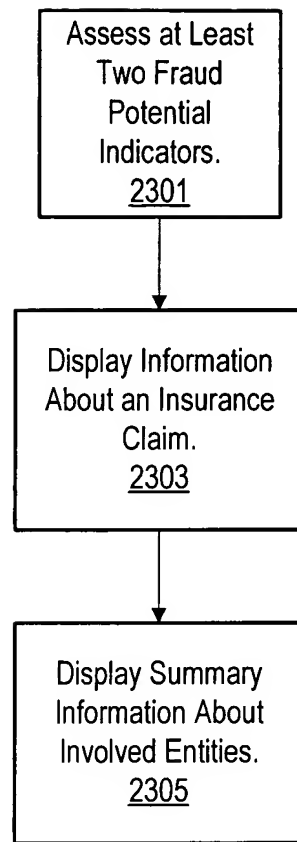 Assess at Least
Two Fraud
Potential
Indicators.
2301
Display Information
About an Insurance
Claim.
2303
Display Summary
Information About
Involved Entities.
2305